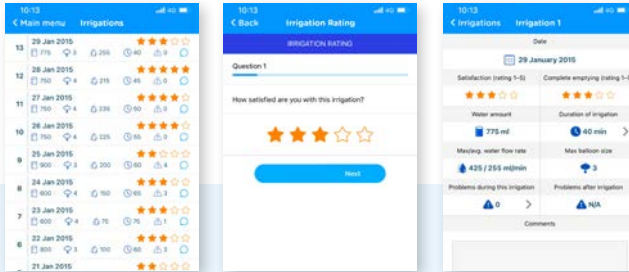 10:13
4G
< Main menu Irrigations
13 29 Jan 2015
775 4 255 40 0
12 28 Jan 2015
750 4 215 45 0
11 27 Jan 2015
750 4 236 50 0
10 26 Jan 2015
750 4 225 55 0
9 25 Jan 2015
900 3 200 60 4
8 24 Jan 2015
600 4 150 65 3
7 23 Jan 2015
600 4 75 75 1
6 22 Jan 2015
800 3 100 60 3
21 Jan 2015
10:13
4G
< Back Irrigation Rating
IRRIGATION RATING
Question 1
How satisfied are you with this irrigation?
Next
10:13
4G
< Irrigations Irrigation 1
Date
29 January 2015
Satisfaction (rating 1-5) Complete emptying (rating 1-
Water amount Duration of irrigation
775 ml 40 min >
Max/avg. water flow rate Max balloon size
425 / 255 ml/min 3
Problems during this irrigation Problems after irrigation
0 > N/A
Comments